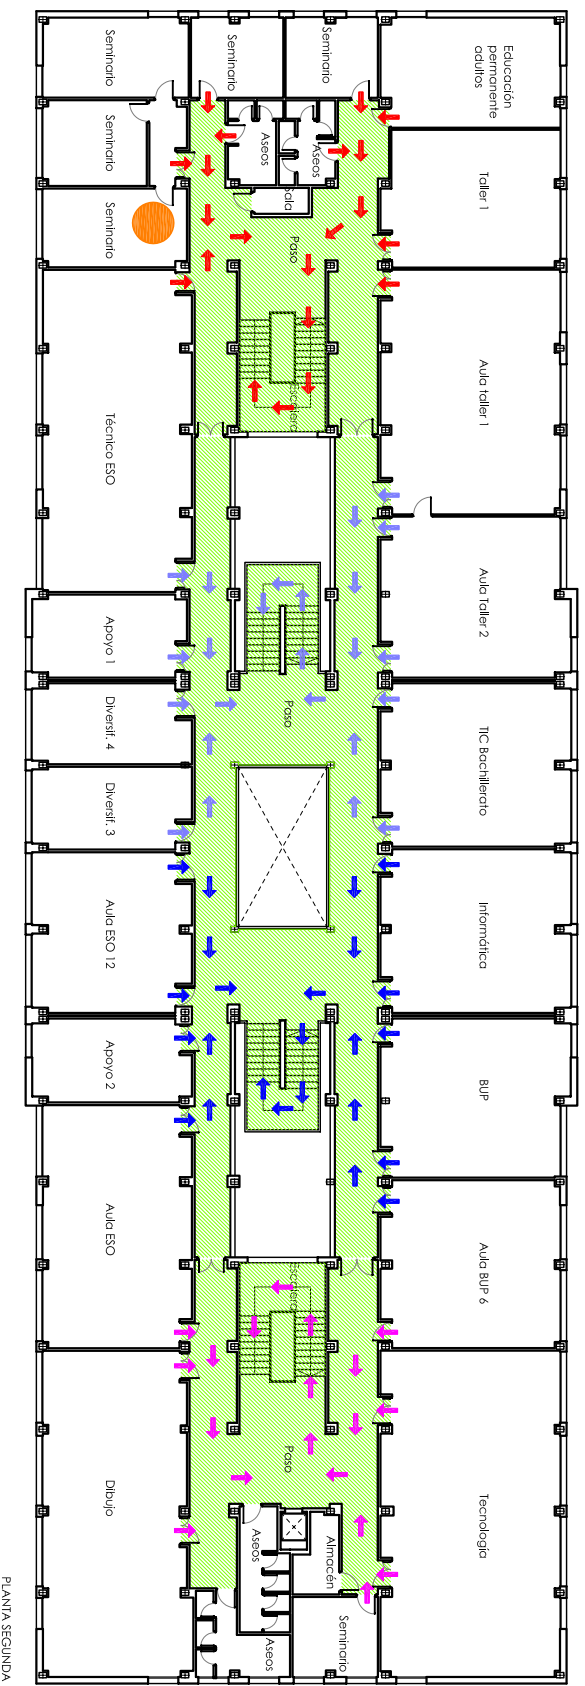 Seminario
Seminario
Seminario
Educación
permanente
adultos
Seminario
Aseos
Aseos
Taller 1
Seminario
Sala
Paso
Técnico ESO
Escalera
Aula taller 1
Apoyo 1
Aula Taller 2
Diversif. 4
Paso
TIC Bachillerato
Diversif. 3
Aula ESO 12
Informática
Apoyo 2
BUP
Aula ESO
Escalera
Aula BUP 6
Dibujo
Paso
Tecnología
Aseos
Almacén
Aseos
Seminario
PLANTA SEGUNDA